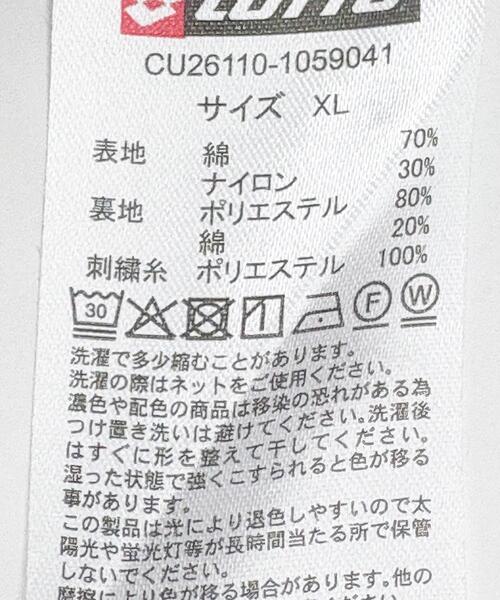 LOTTO
CU26110-1059041
サイズ XL
表地 綿 70%
ナイロン 30%
裏地 ポリエステル 80%
綿 20%
刺繍糸 ポリエステル 100%
30 F W
洗濯で多少縮むことがあります。
洗濯の際はネットをご使用ください。
濃色や配色の商品は移染の恐れがある為
つけ置き洗いは避けてください。洗濯後
はすぐに形を整えて干してください。
湿った状態で強くこすられると色が移る
事があります。
この製品は光により退色しやすいので太
陽光や蛍光灯等が長時間当たる所で保管
しないでください。
摩擦により色が移る場合があります。他の